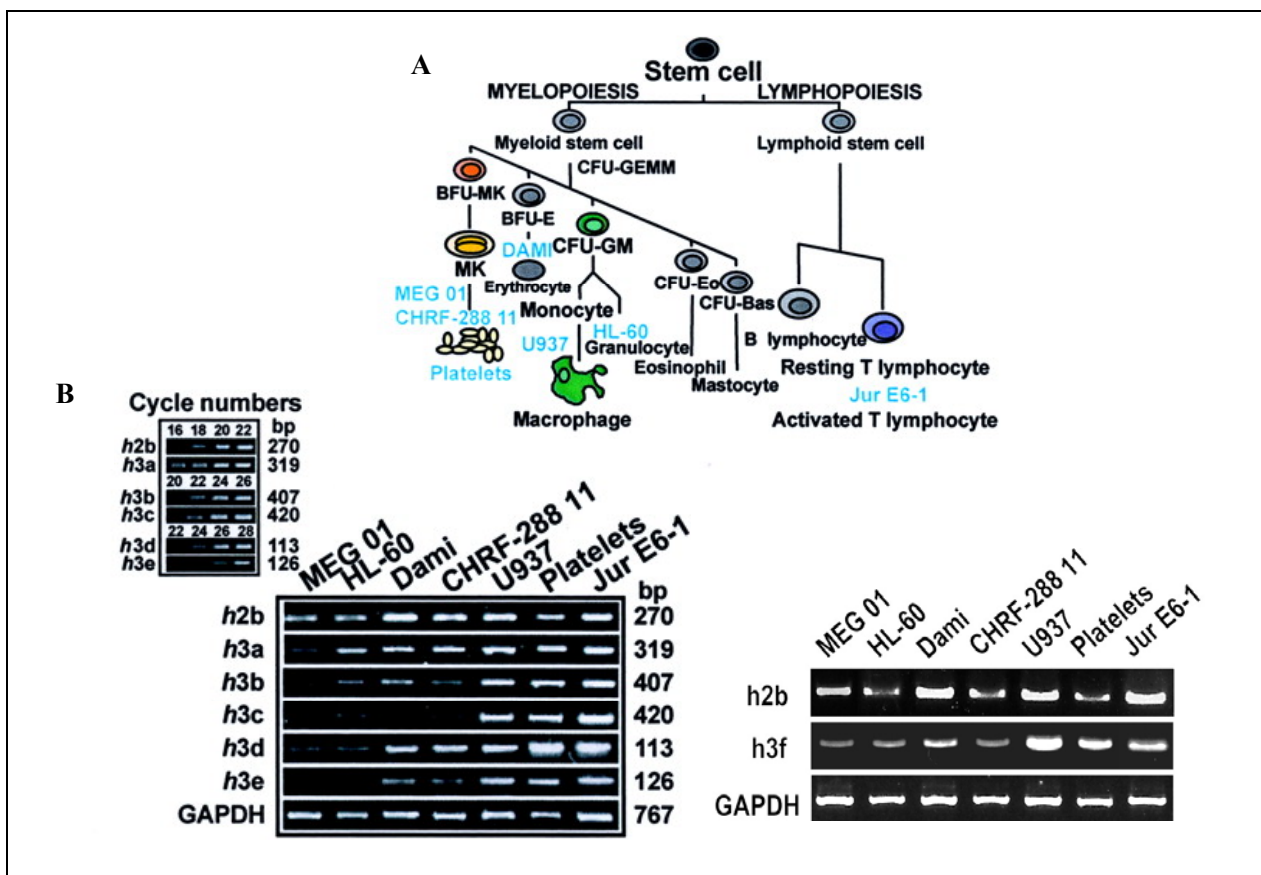 A
Stem cell
MYELOPOIESIS LYMPHOPOIESIS
Myeloid stem cell Lymphoid stem cell
CFU-GEMM
BFU-MK
BFU-E
DAMI CFU-GM
MK
Erythrocyte
CFU-Eo
CFU-Bas
MEG 01
CHRF-288 11
Monocyte
U937
HL-60
Granulocyte
B lymphocyte
Eosinophil
Resting T lymphocyte
Platelets
Mastocyte
Jur E6-1
Macrophage
Activated T lymphocyte
B
Cycle numbers
16 18 20 22 bp
h2b 270
h3a 319
20 22 24 26
h3b 407
h3c 420
22 24 26 28
h3d 113
h3e 126
MEG 01 HL-60 Dami CHRF-288 11 U937 Platelets Jur E6-1
bp
h2b 270
h3a 319
h3b 407
h3c 420
h3d 113
h3e 126
GAPDH 767
MEG 01 HL-60 Dami CHRF-288 11 U937 Platelets Jur E6-1
h2b
h3f
GAPDH